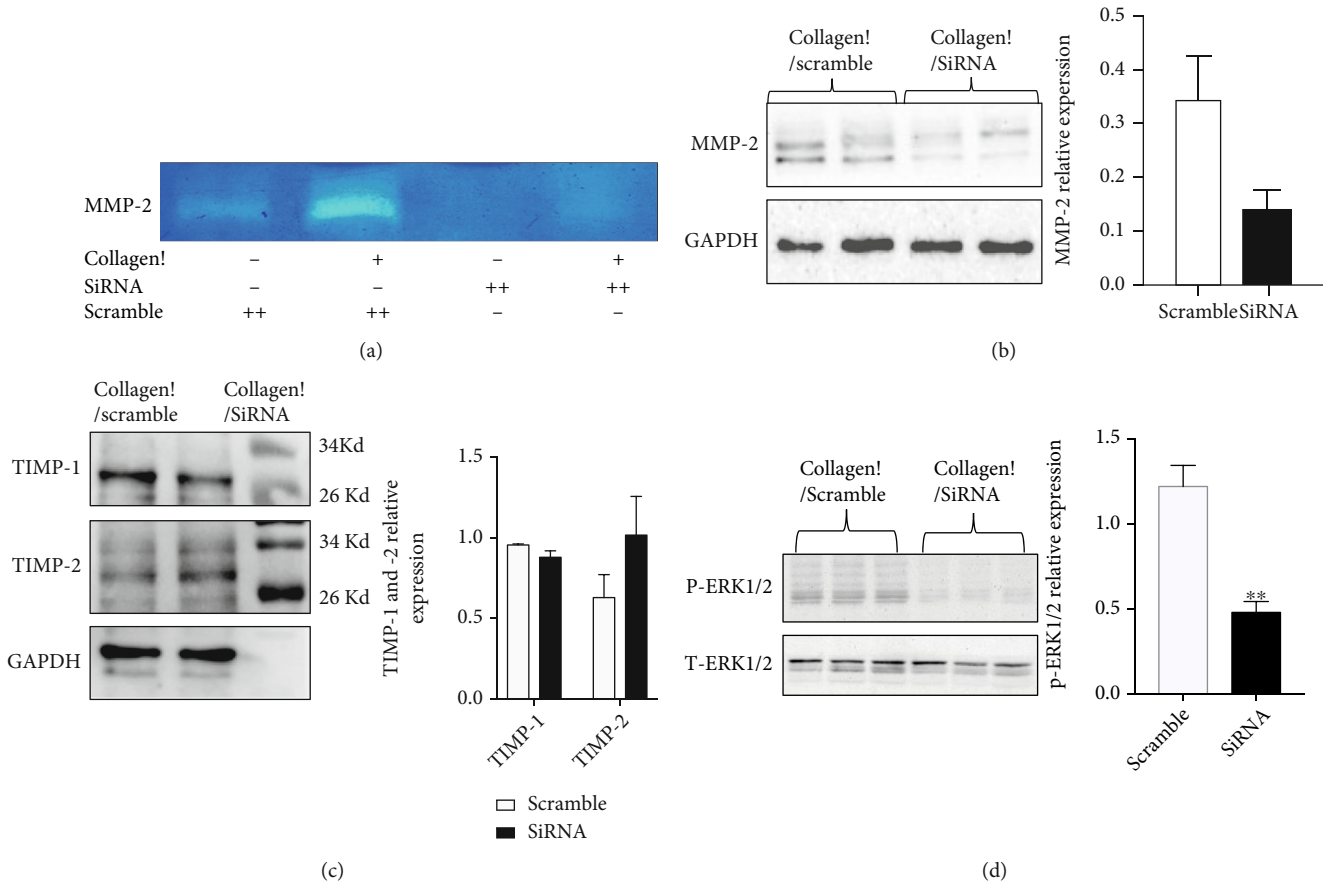 MMP-2
Collagen! – + – +
SiRNA – – ++ ++
Scramble ++ ++ – –
(a)
Collagen! Collagen!
/scramble /SiRNA
MMP-2
GAPDH
MMP-2 relative experssion
0.5
0.4
0.3
0.2
0.1
0.0
Scramble SiRNA
(b)
Collagen! Collagen!
/scramble /SiRNA
TIMP-1
34Kd
26 Kd
TIMP-2
34 Kd
26 Kd
GAPDH
TIMP-1 and -2 relative
expression
1.5
1.0
0.5
0.0
TIMP-1 TIMP-2
Scramble
SiRNA
(c)
Collagen! Collagen!
/Scramble /SiRNA
P-ERK1/2
T-ERK1/2
p-ERK1/2 relative expression
1.5
1.0
0.5
0.0
**
Scramble SiRNA
(d)